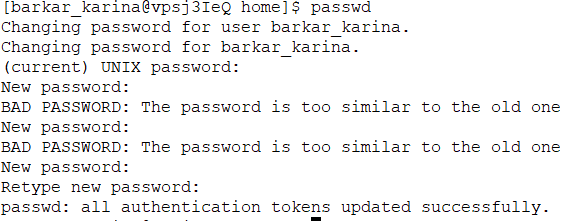 [barkar_karina@vpsj3IeQ home]$ passwd
Changing password for user barkar_karina.
Changing password for barkar_karina.
(current) UNIX password:
New password:
BAD PASSWORD: The password is too similar to the old one
New password:
BAD PASSWORD: The password is too similar to the old one
New password:
Retype new password:
passwd: all authentication tokens updated successfully.